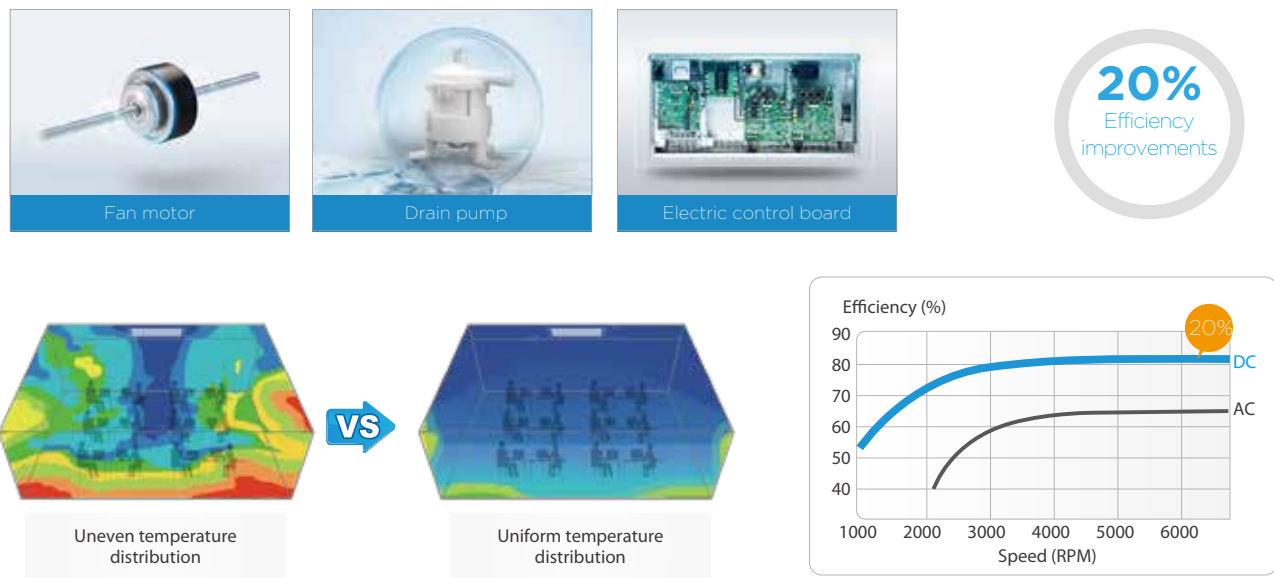 20%
Efficiency
improvements
Fan motor
Drain pump
Electric control board
VS
Uneven temperature
distribution
Uniform temperature
distribution
Efficiency (%)
90
80
70
60
50
40
20%
DC
AC
1000 2000 3000 4000 5000 6000
Speed (RPM)